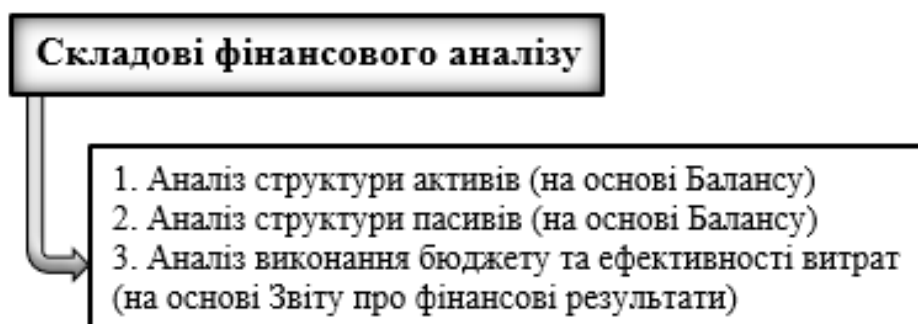 Складові фінансового аналізу
1. Аналіз структури активів (на основі Балансу)
2. Аналіз структури пасивів (на основі Балансу)
3. Аналіз виконання бюджету та ефективності витрат
(на основі Звіту про фінансові результати)